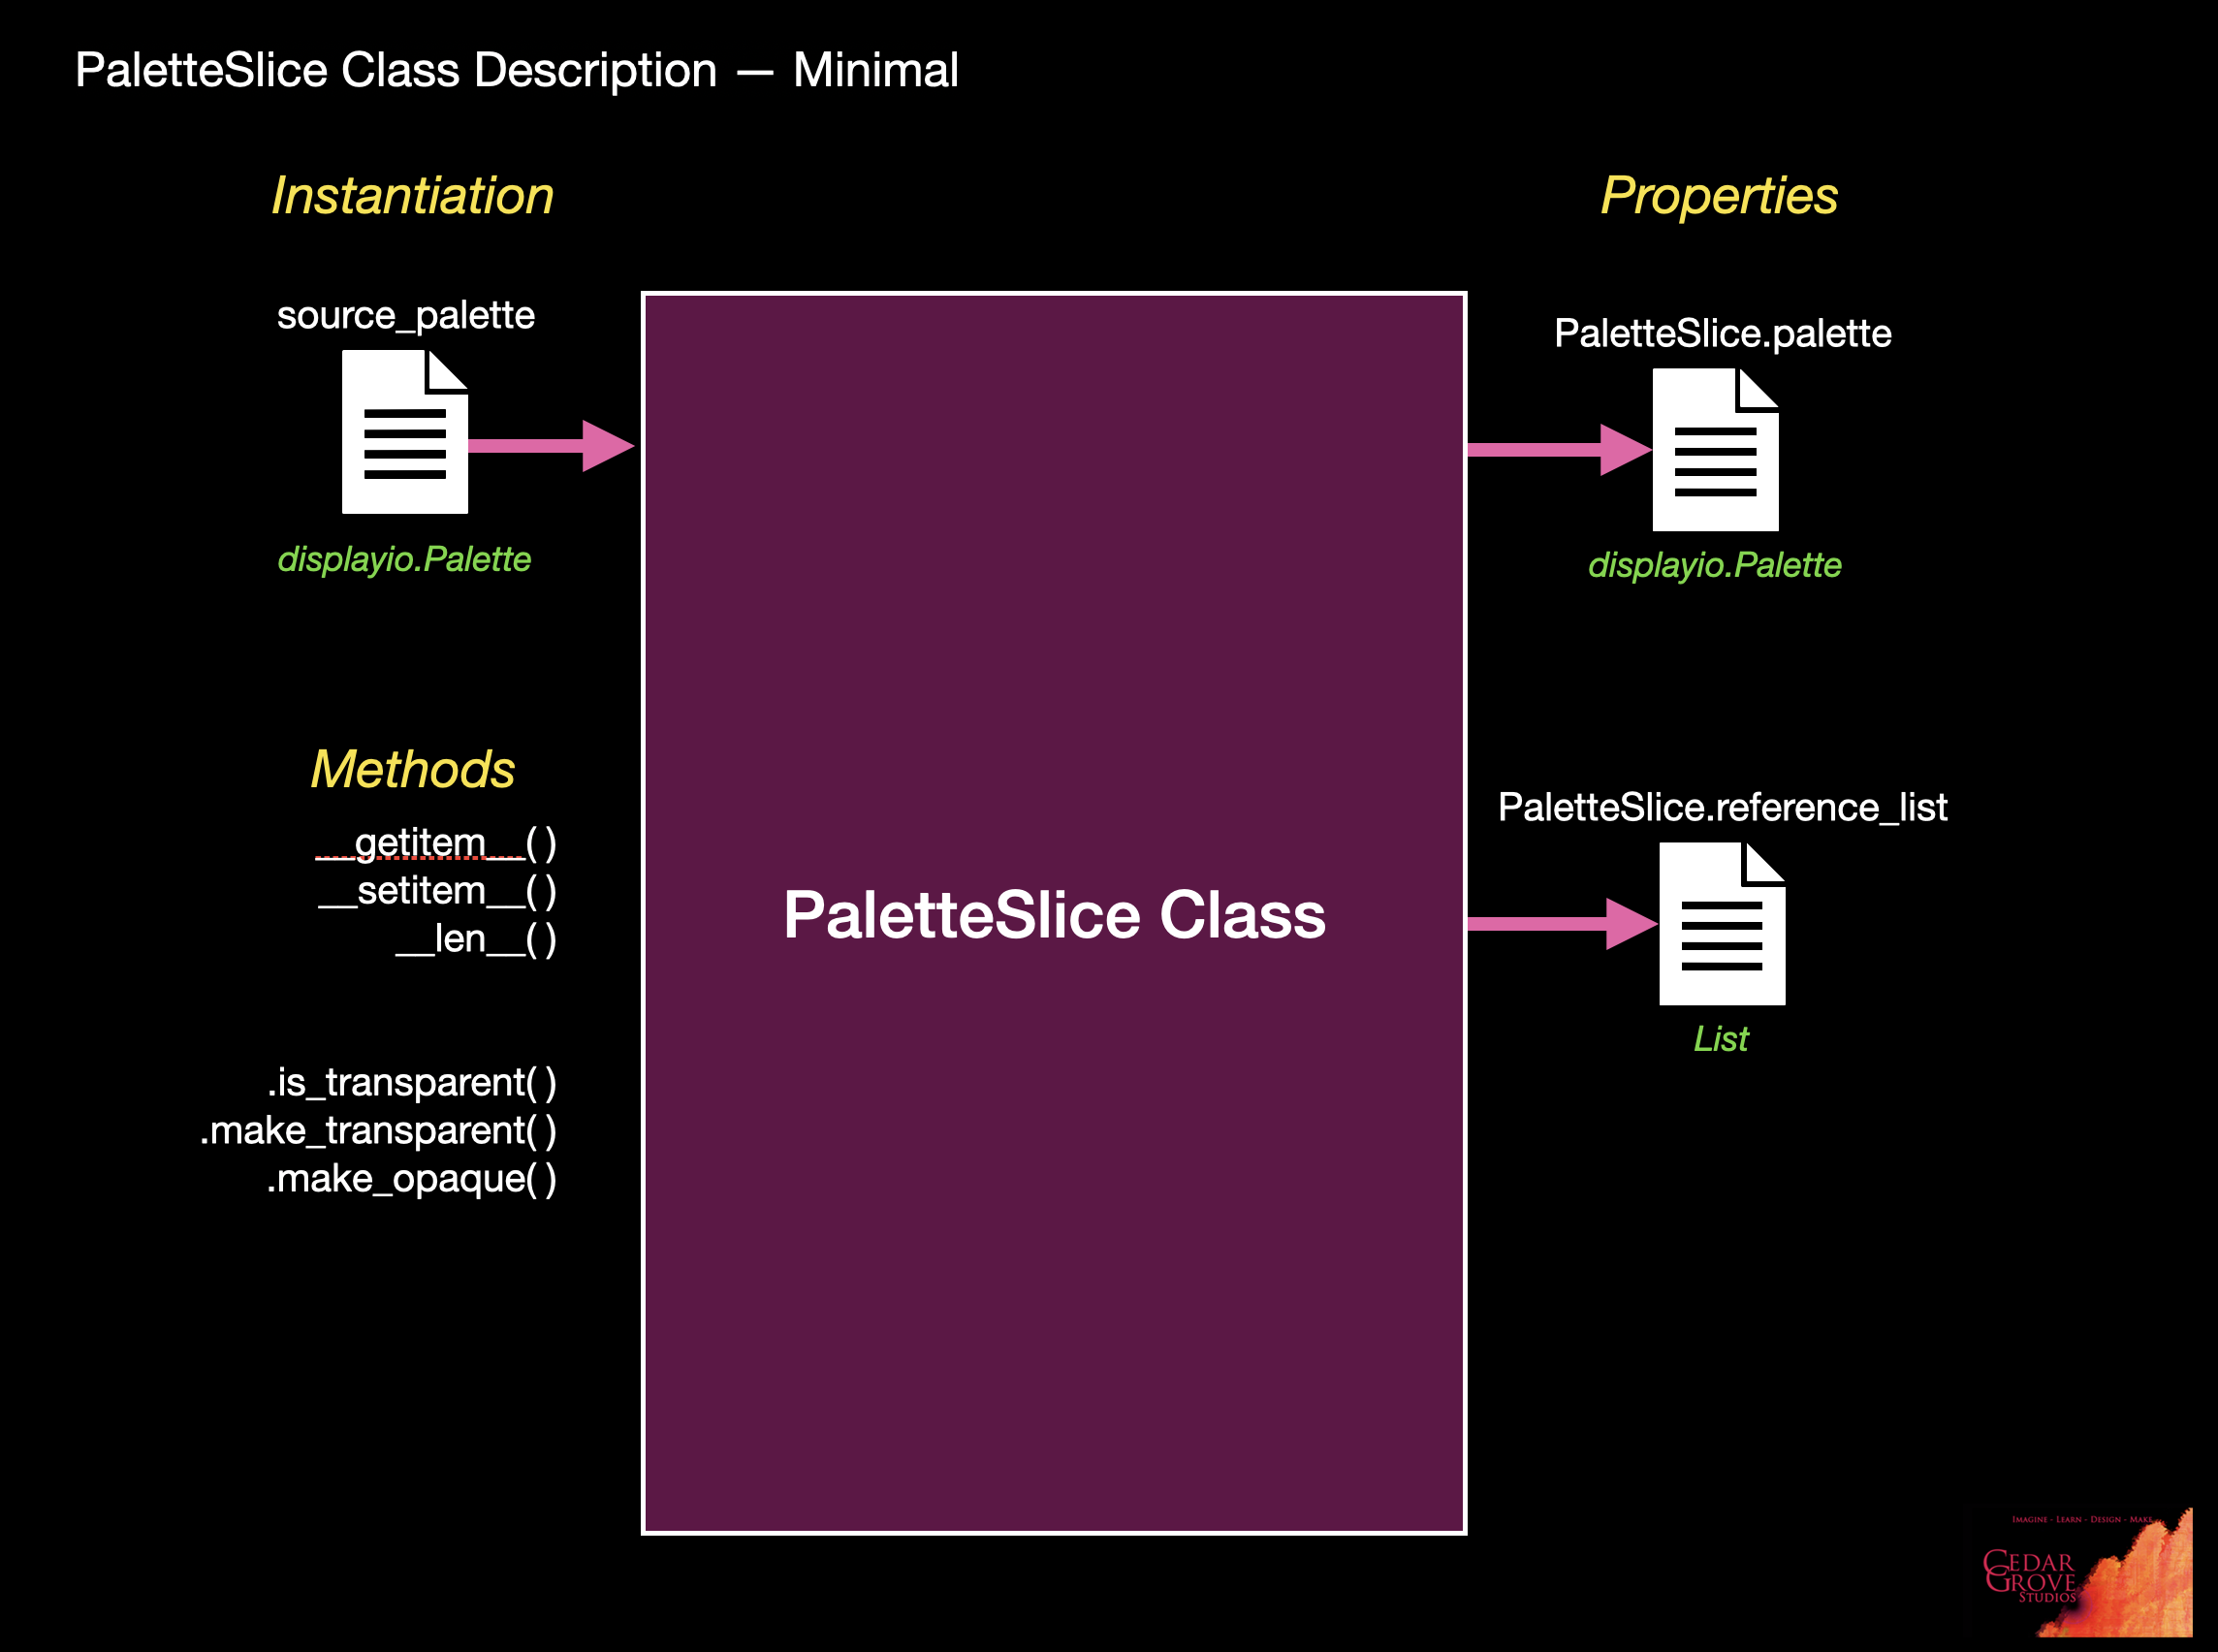 PaletteSlice Class Description — Minimal
Instantiation
source_palette
displayio.Palette
Methods
__getitem__()
__setitem__()
__len__()
.is_transparent()
.make_transparent()
.make_opaque()
PaletteSlice Class
Properties
PaletteSlice.palette
displayio.Palette
PaletteSlice.reference_list
List
IMAGINE - LEARN - DESIGN - MAKE
CEDAR
GROVE
STUDIOS